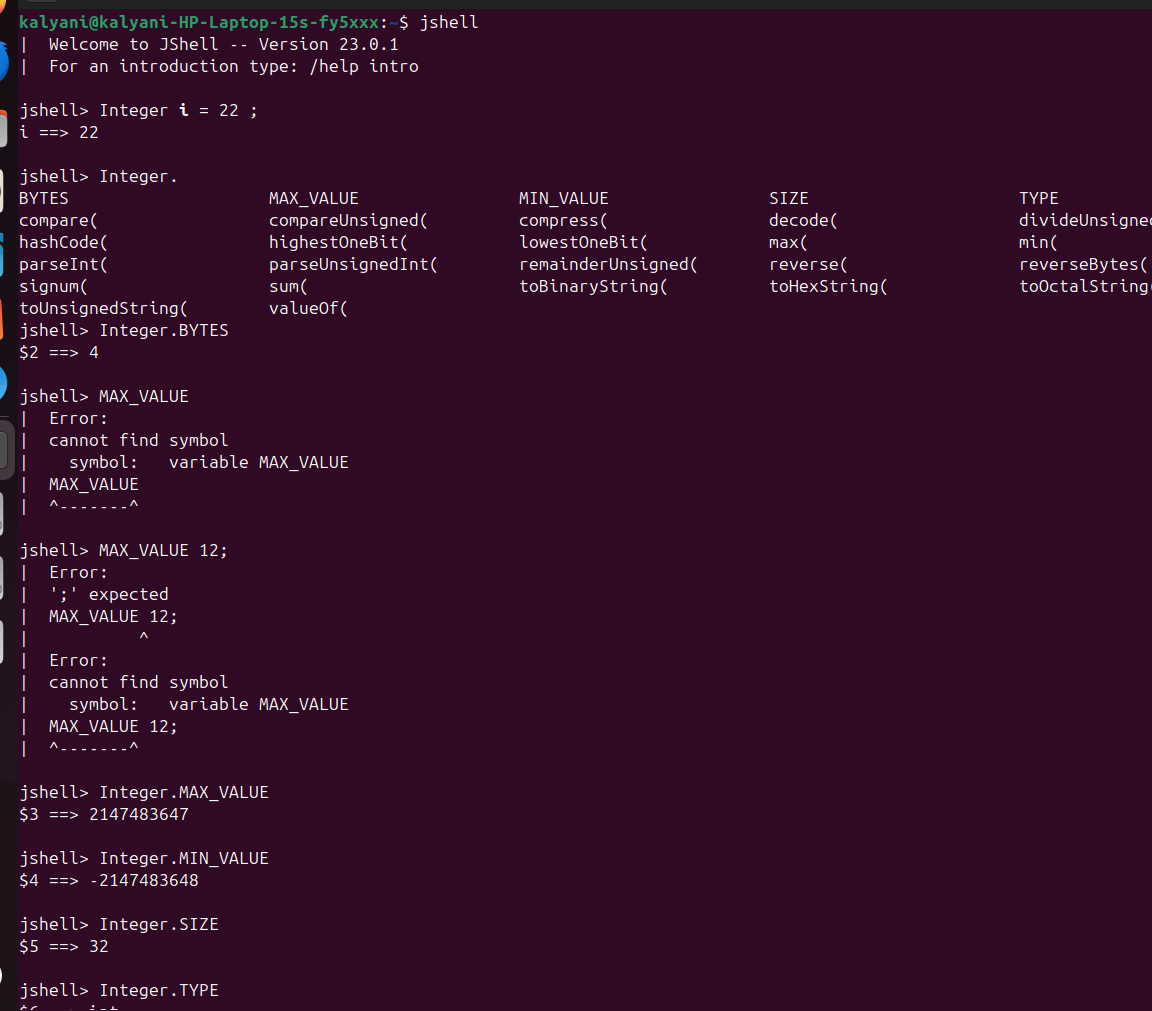 kalyani@kalyani-HP-Laptop-15s-fy5xxx:~$ jshell
|  Welcome to JShell -- Version 23.0.1
|  For an introduction type: /help intro
jshell> Integer i = 22 ;
i ==> 22
jshell> Integer.
BYTES MAX_VALUE MIN_VALUE SIZE TYPE
compare( compareUnsigned( compress( decode( divideUnsigned
hashCode( highestOneBit( lowestOneBit( max( min(
parseInt( parseUnsignedInt( remainderUnsigned( reverse( reverseBytes(
signum( sum( toBinaryString( toHexString( toOctalString(
toUnsignedString( valueOf(
jshell> Integer.BYTES
$2 ==> 4
jshell> MAX_VALUE
|  Error:
|  cannot find symbol
|    symbol:   variable MAX_VALUE
|  MAX_VALUE
|  ^-------^
jshell> MAX_VALUE 12;
|  Error:
|  ';' expected
|  MAX_VALUE 12;
|           ^
|  Error:
|  cannot find symbol
|    symbol:   variable MAX_VALUE
|  MAX_VALUE 12;
|  ^-------^
jshell> Integer.MAX_VALUE
$3 ==> 2147483647
jshell> Integer.MIN_VALUE
$4 ==> -2147483648
jshell> Integer.SIZE
$5 ==> 32
jshell> Integer.TYPE